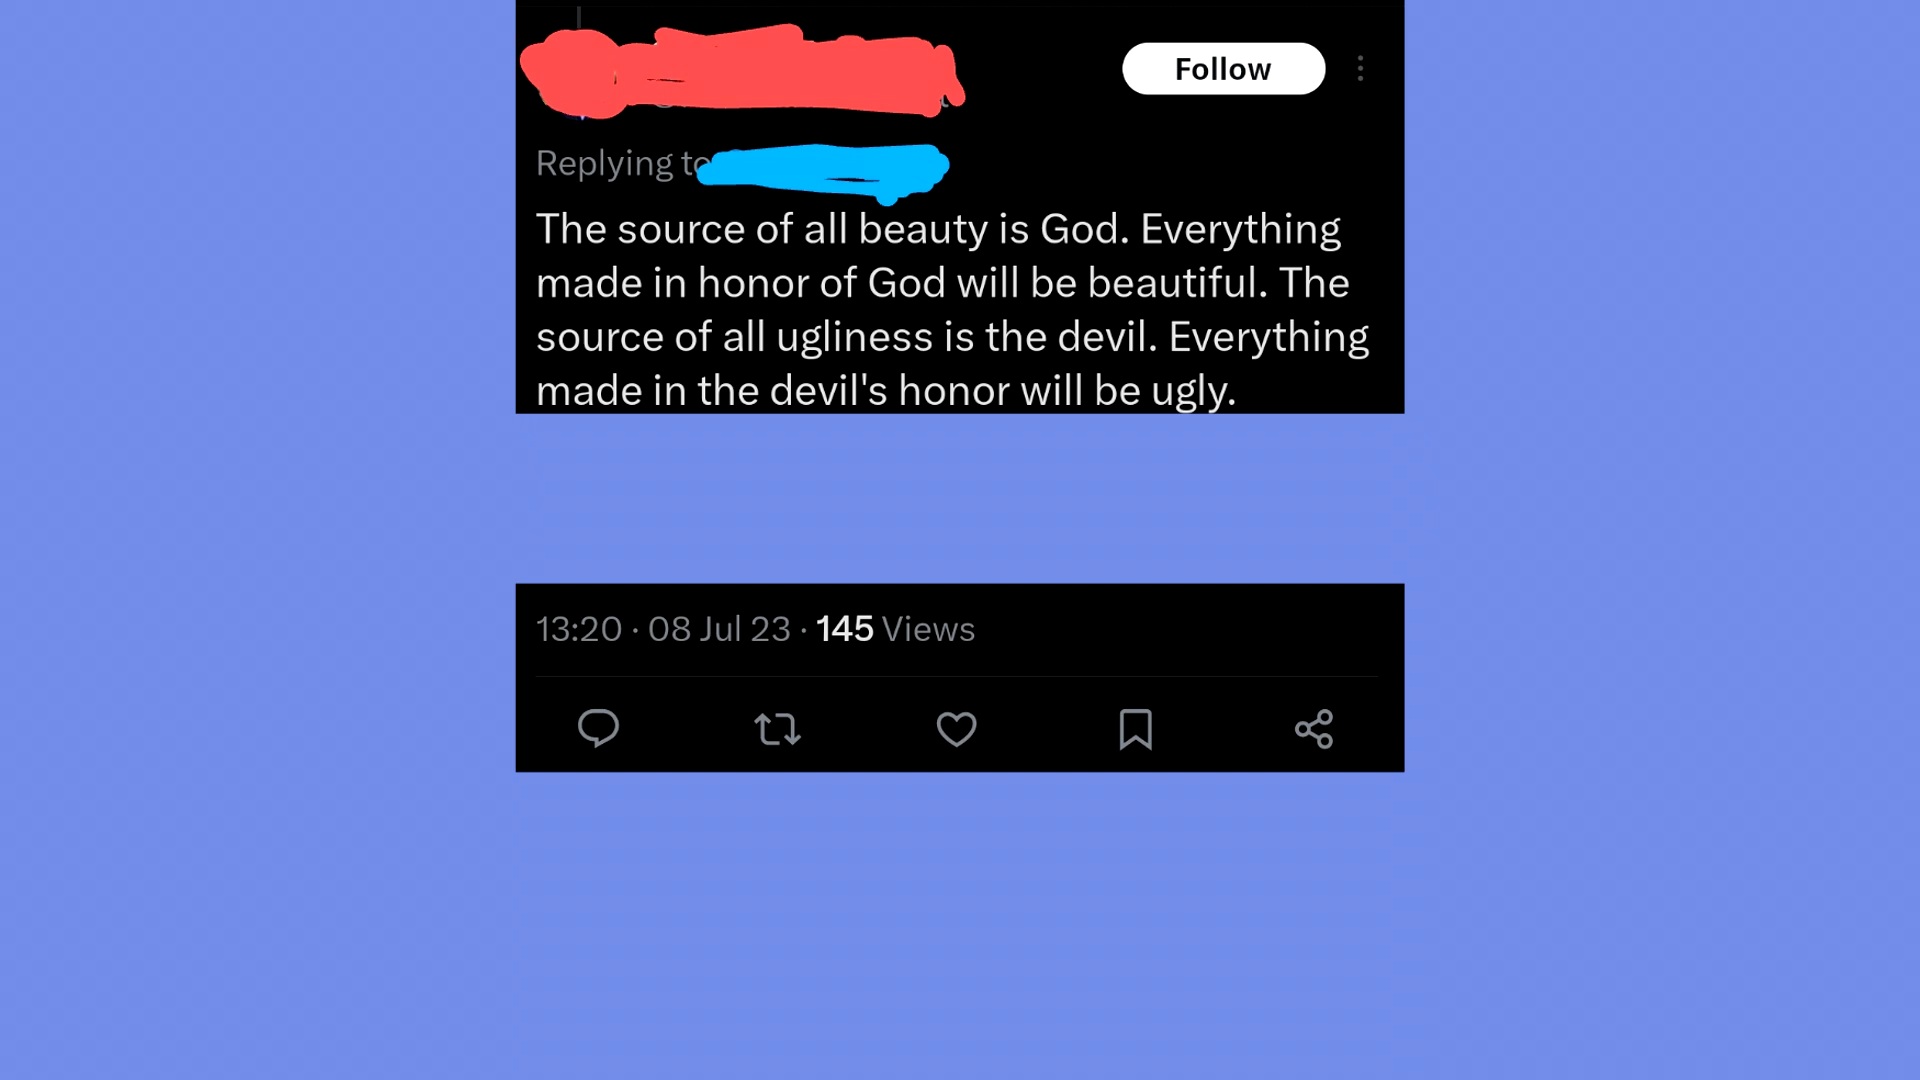 Follow
Replying to
The source of all beauty is God. Everything
made in honor of God will be beautiful. The
source of all ugliness is the devil. Everything
made in the devil's honor will be ugly.
13:20 · 08 Jul 23 · 145 Views